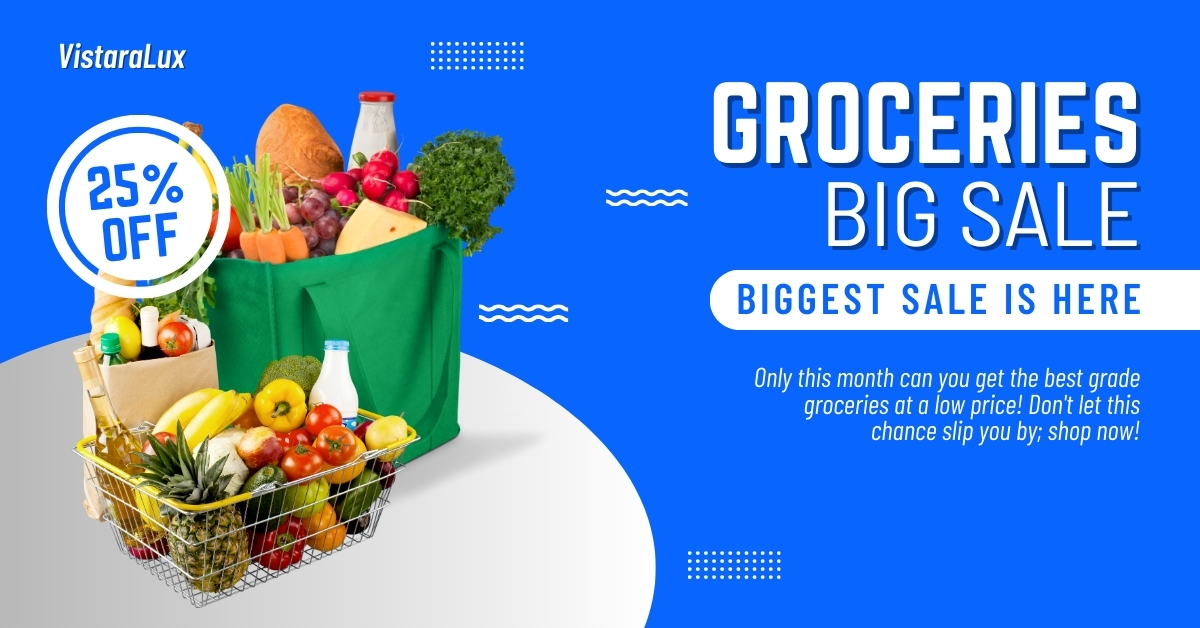 VistaraLux
25%
OFF
GROCERIES
BIG SALE
BIGGEST SALE IS HERE
Only this month can you get the best grade
groceries at a low price! Don't let this
chance slip you by; shop now!